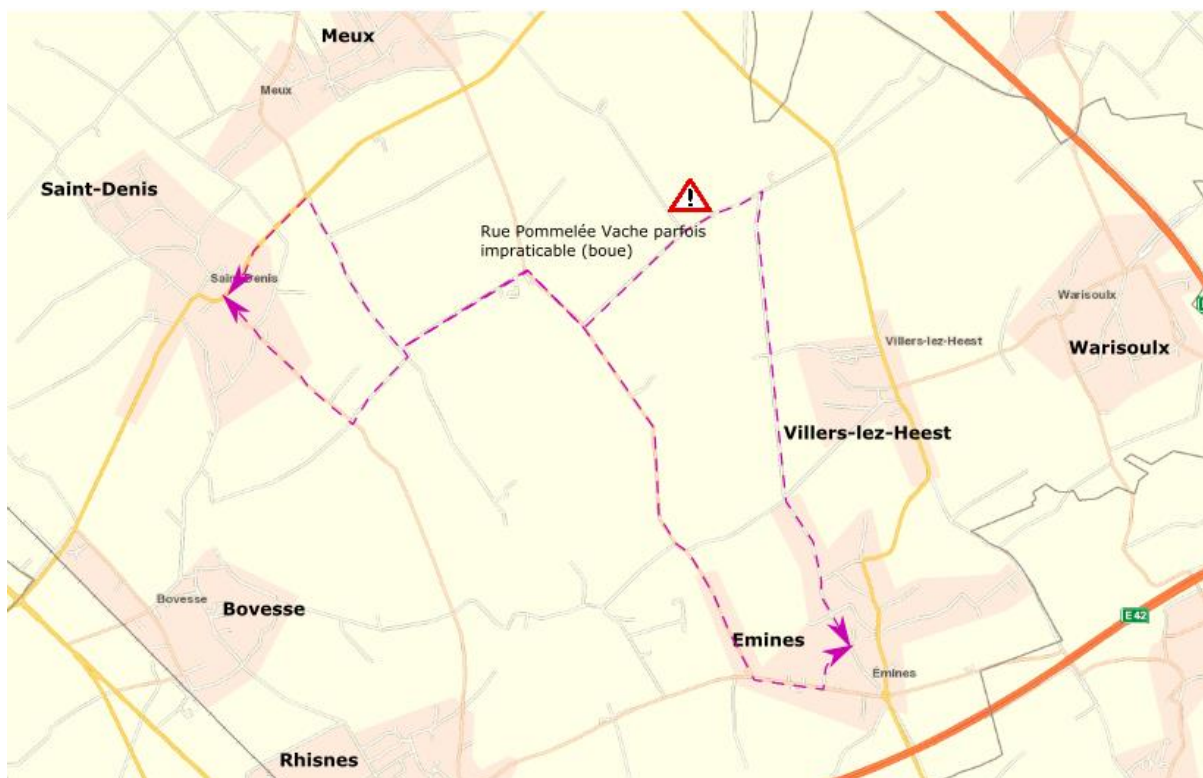 Meux
Meux
Saint-Denis
Rue Pommelée Vache parfois
impraticable (boue)
Saint-Denis
Warisoulx
Warisoulx
Villers-lez-Heest
Villers-lez-Heest
Bovesse
Bovesse
E 42
Emines
Émines
Rhisnes